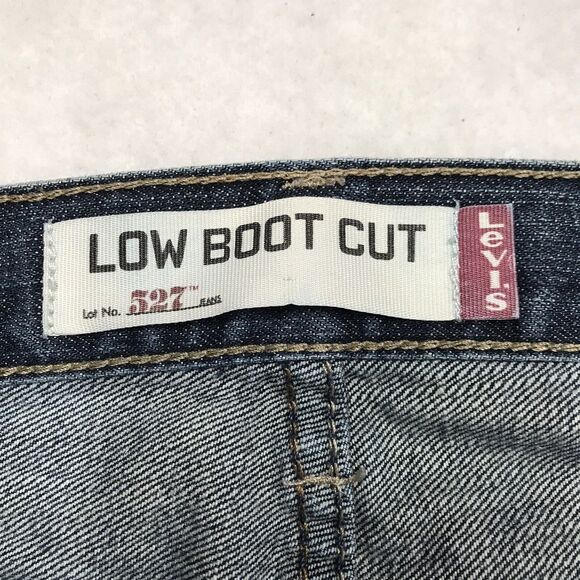 LOW BOOT CUT
Lot No. 527™ JEANS
Levi's